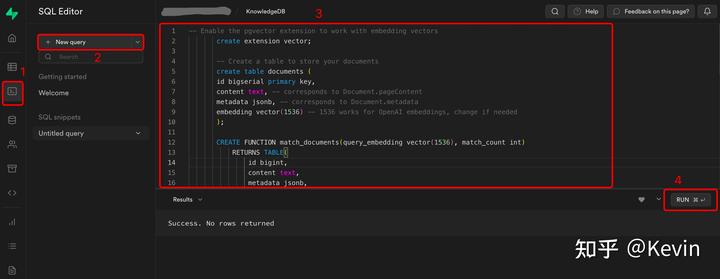 SQL Editor
KnowledgeDB
Help
Feedback on this page?
3
+ New query
2
Search
1
Getting started
Welcome
SQL snippets
Untitled query
1 -- Enable the pgvector extension to work with embedding vectors
2 create extension vector;
3
4 -- Create a table to store your documents
5 create table documents (
6 id bigserial primary key,
7 content text, -- corresponds to Document.pageContent
8 metadata jsonb, -- corresponds to Document.metadata
9 embedding vector(1536) -- 1536 works for OpenAI embeddings, change if needed
10 );
11
12 CREATE FUNCTION match_documents(query_embedding vector(1536), match_count int)
13 RETURNS TABLE(
14 id bigint,
15 content text,
16 metadata jsonb,
4
Results
RUN ⌘ ↵
Success. No rows returned
知乎 @Kevin